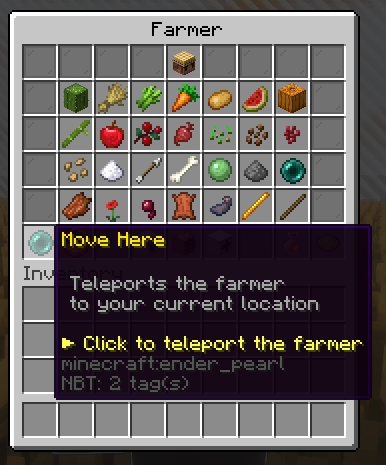 Farmer
Move Here
Inventory
Teleports the farmer
to your current location
► Click to teleport the farmer
minecraft:ender_pearl
NBT: 2 tag(s)